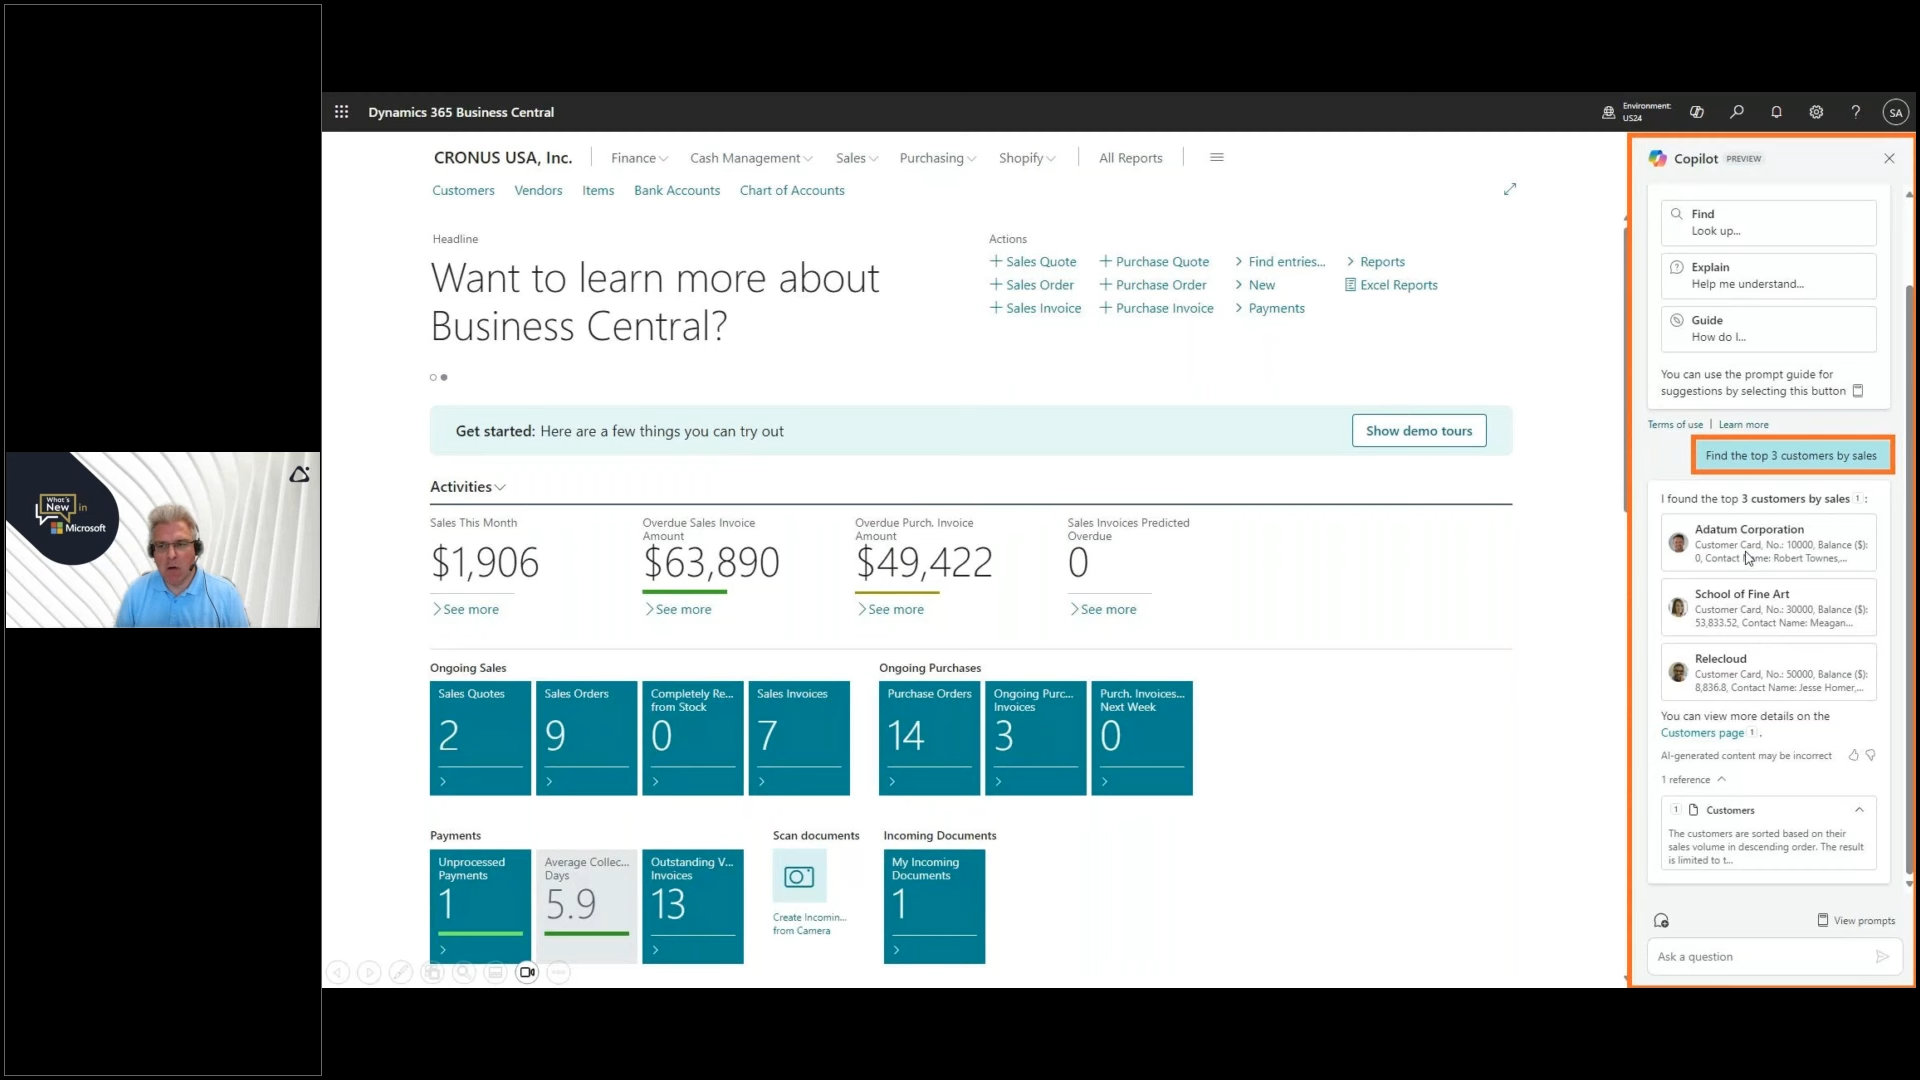 Dynamics 365 Business Central
Environment:
US24
?
SA
CRONUS USA, Inc.
Finance
Cash Management
Sales
Purchasing
Shopify
All Reports
Customers
Vendors
Items
Bank Accounts
Chart of Accounts
Headline
Want to learn more about
Business Central?
Actions
+ Sales Quote
+ Purchase Quote
> Find entries...
> Reports
+ Sales Order
+ Purchase Order
> New
Excel Reports
+ Sales Invoice
+ Purchase Invoice
> Payments
Get started: Here are a few things you can try out
Show demo tours
Activities
Sales This Month
$1,906
>See more
Overdue Sales Invoice
Amount
$63,890
>See more
Overdue Purch. Invoice
Amount
$49,422
>See more
Sales Invoices Predicted
Overdue
0
>See more
Ongoing Sales
Sales Quotes
2
Sales Orders
9
Completely Re...
from Stock
0
Sales Invoices
7
Ongoing Purchases
Purchase Orders
14
Ongoing Purc...
Invoices
3
Purch. Invoices...
Next Week
0
Payments
Unprocessed
Payments
1
Average Collec...
Days
5.9
Outstanding V...
Invoices
13
Scan documents
Create Incomin...
from Camera
Incoming Documents
My Incoming
Documents
1
Copilot PREVIEW
Find
Look up...
Explain
Help me understand...
Guide
How do I...
You can use the prompt guide for
suggestions by selecting this button
Terms of use | Learn more
Find the top 3 customers by sales
I found the top 3 customers by sales 1 :
Adatum Corporation
Customer Card, No.: 10000, Balance ($):
0, Contact Name: Robert Townes,...
School of Fine Art
Customer Card, No.: 30000, Balance ($):
53,833.52, Contact Name: Meagan...
Relecloud
Customer Card, No.: 50000, Balance ($):
8,836.8, Contact Name: Jesse Homer,...
You can view more details on the
Customers page 1 .
AI-generated content may be incorrect
1 reference
1 Customers
The customers are sorted based on their
sales volume in descending order. The result
is limited to t...
View prompts
Ask a question
What's
New in
Microsoft